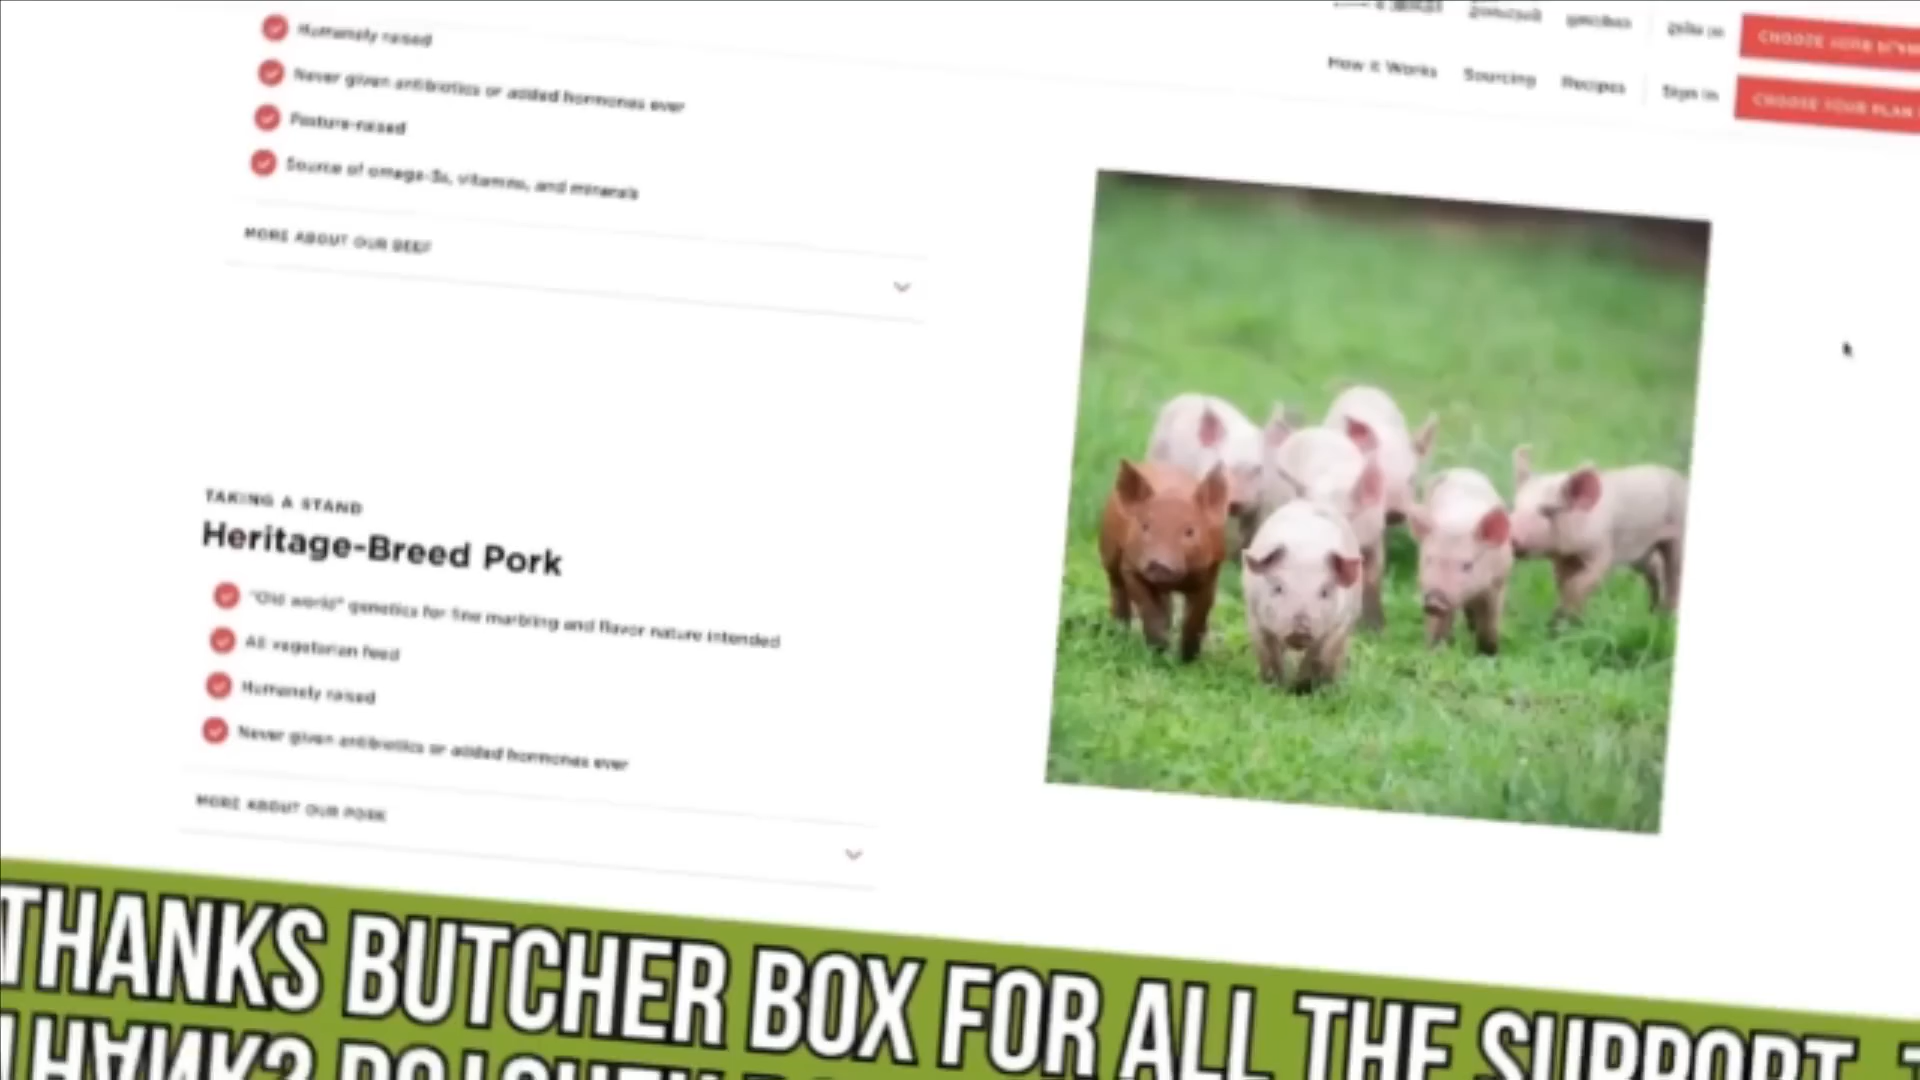 How it Works Sourcing Recipes Sign In CHOOSE YOUR PLAN
Humanely raised
Never given antibiotics or added hormones ever
Pasture-raised
Source of omega-3s, vitamins, and minerals
MORE ABOUT OUR BEEF
TAKING A STAND
Heritage-Breed Pork
"Old world" genetics for fine marbling and flavor nature intended
All vegetarian feed
Humanely raised
Never given antibiotics or added hormones ever
MORE ABOUT OUR PORK
THANKS BUTCHER BOX FOR ALL THE SUPPORT